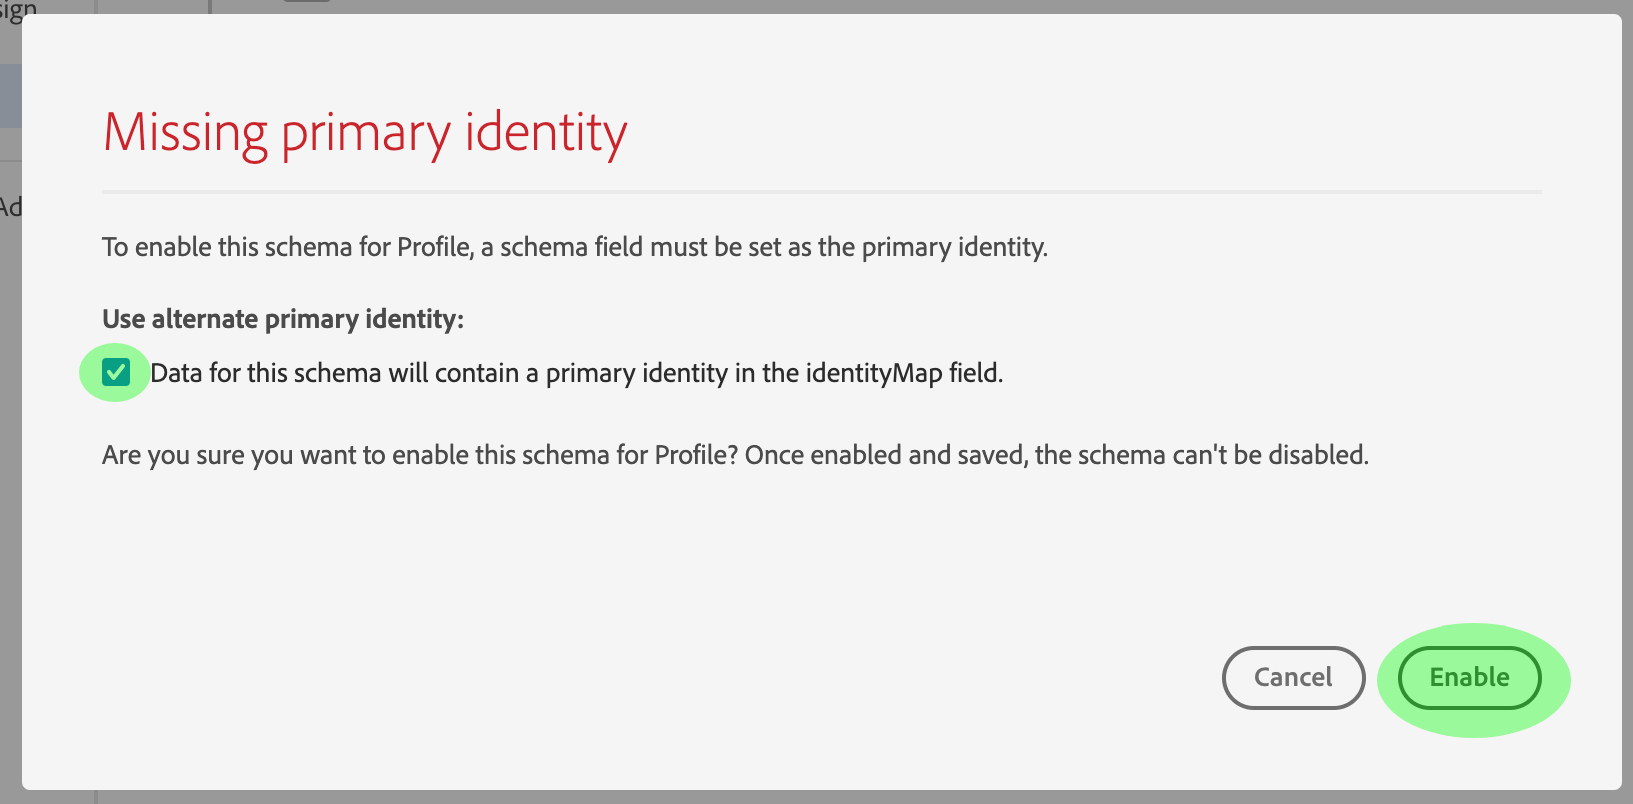 sign
Ad
Missing primary identity
To enable this schema for Profile, a schema field must be set as the primary identity.
Use alternate primary identity:
Data for this schema will contain a primary identity in the identityMap field.
Are you sure you want to enable this schema for Profile? Once enabled and saved, the schema can't be disabled.
Cancel
Enable